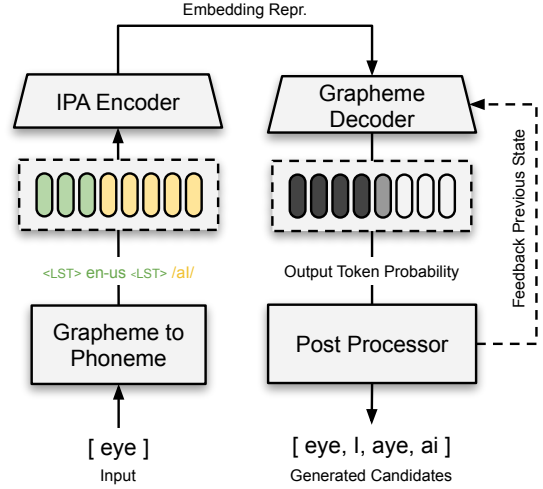 Embedding Repr.
IPA Encoder
Grapheme
Decoder
Feedback Previous State
<LST> en-us <LST> /aI/
Output Token Probability
Grapheme to
Phoneme
Post Processor
[ eye ]
Input
[ eye, I, aye, ai ]
Generated Candidates